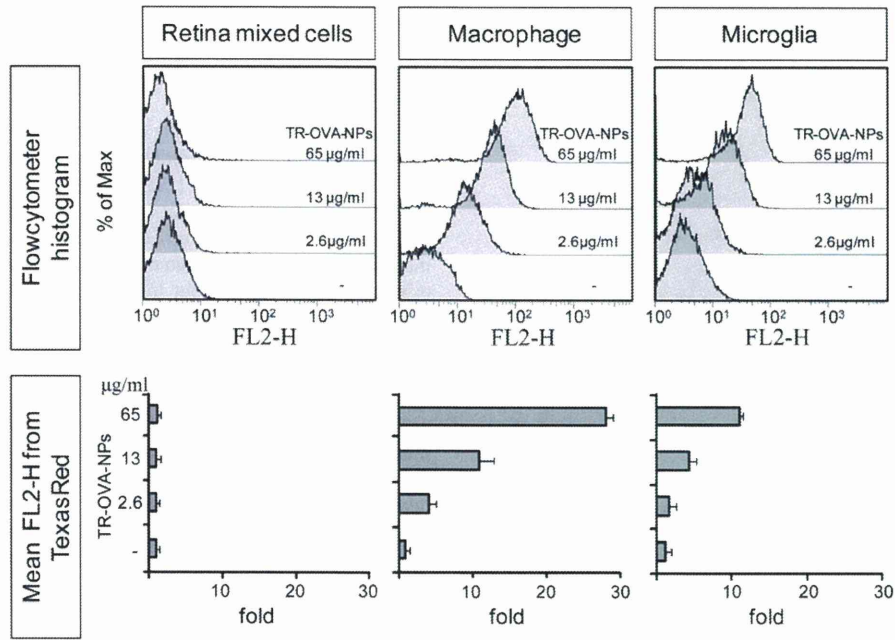 Retina mixed cells
Macrophage
Microglia
Flowcytometer
histogram
% of Max
TR-OVA-NPs
65 µg/ml
13 µg/ml
2.6µg/ml
-
10⁰ 10¹ 10² 10³
FL2-H
TR-OVA-NPs
65 µg/ml
13 µg/ml
2.6µg/ml
-
10⁰ 10¹ 10² 10³
FL2-H
TR-OVA-NPs
65 µg/ml
13 µg/ml
2.6µg/ml
-
10⁰ 10¹ 10² 10³
FL2-H
Mean FL2-H from
TexasRed
TR-OVA-NPs
µg/ml
65
13
2.6
-
10 20 30
fold
10 20 30
fold
10 20 30
fold